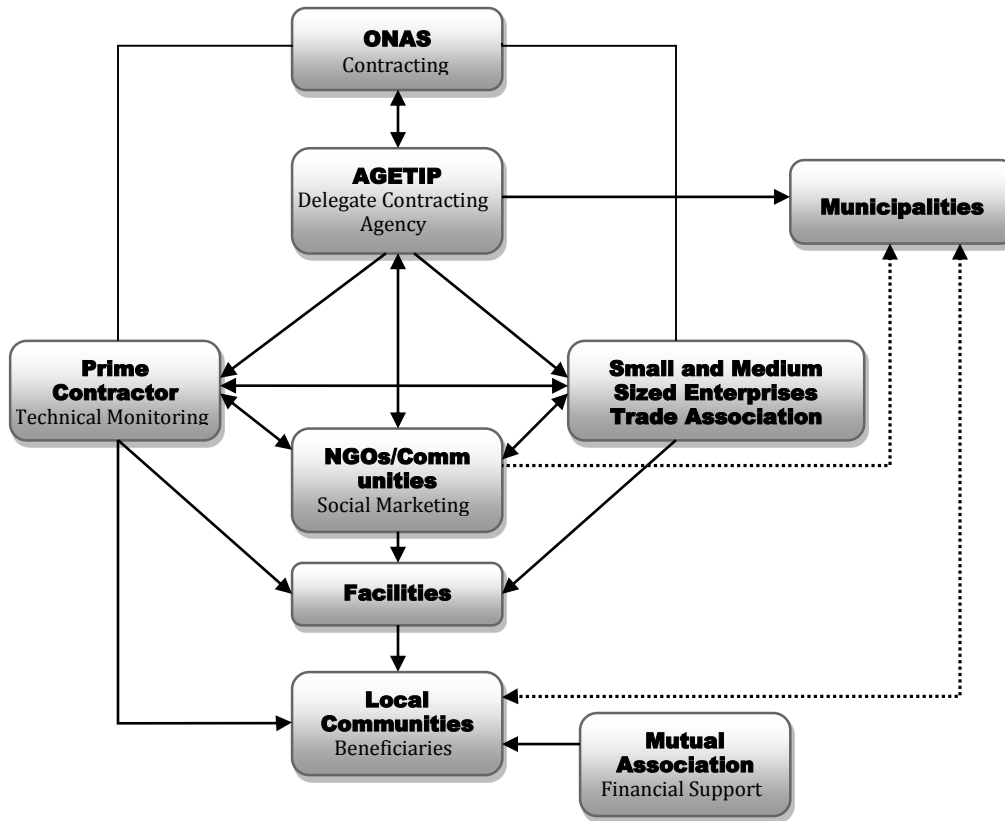 ONAS
Contracting
AGETIP
Delegate Contracting
Agency
Municipalities
Prime
Contractor
Technical Monitoring
Small and Medium
Sized Enterprises
Trade Association
NGOs/Comm
unities
Social Marketing
Facilities
Local
Communities
Beneficiaries
Mutual
Association
Financial Support